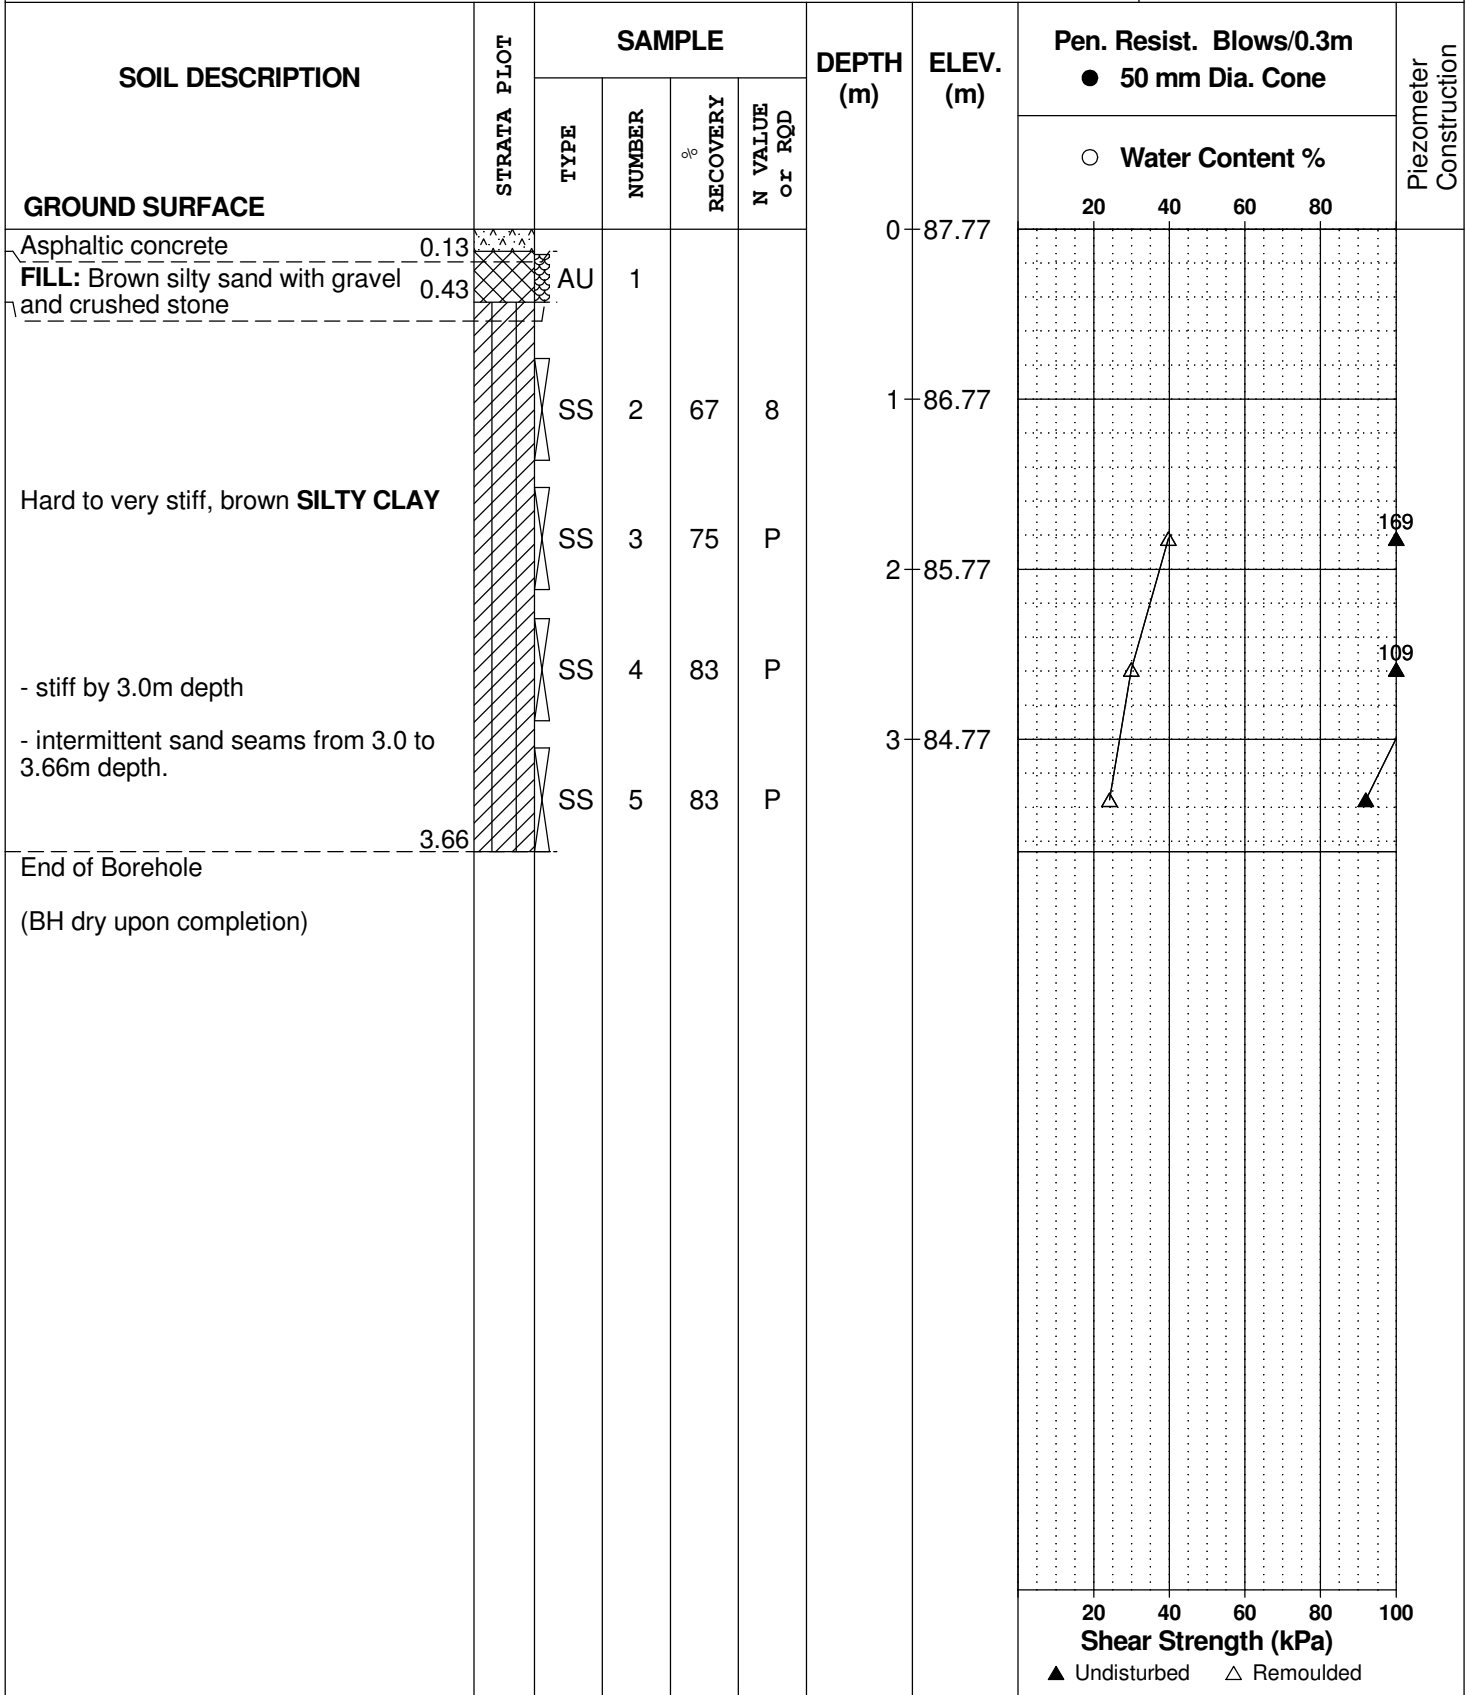 SOIL DESCRIPTION
GROUND SURFACE
STRATA PLOT
SAMPLE
TYPE
NUMBER
%
RECOVERY
N VALUE
or RQD
DEPTH
(m)
ELEV.
(m)
Pen. Resist. Blows/0.3m
● 50 mm Dia. Cone
○ Water Content %
20 40 60 80
Piezometer
Construction
0 87.77
Asphaltic concrete 0.13
FILL: Brown silty sand with gravel
and crushed stone
0.43
AU 1
SS 2 67 8
1 86.77
Hard to very stiff, brown SILTY CLAY
SS 3 75 P
169
2 85.77
SS 4 83 P
109
- stiff by 3.0m depth
- intermittent sand seams from 3.0 to
3.66m depth.
3 84.77
SS 5 83 P
3.66
End of Borehole
(BH dry upon completion)
20 40 60 80 100
Shear Strength (kPa)
▲ Undisturbed △ Remoulded